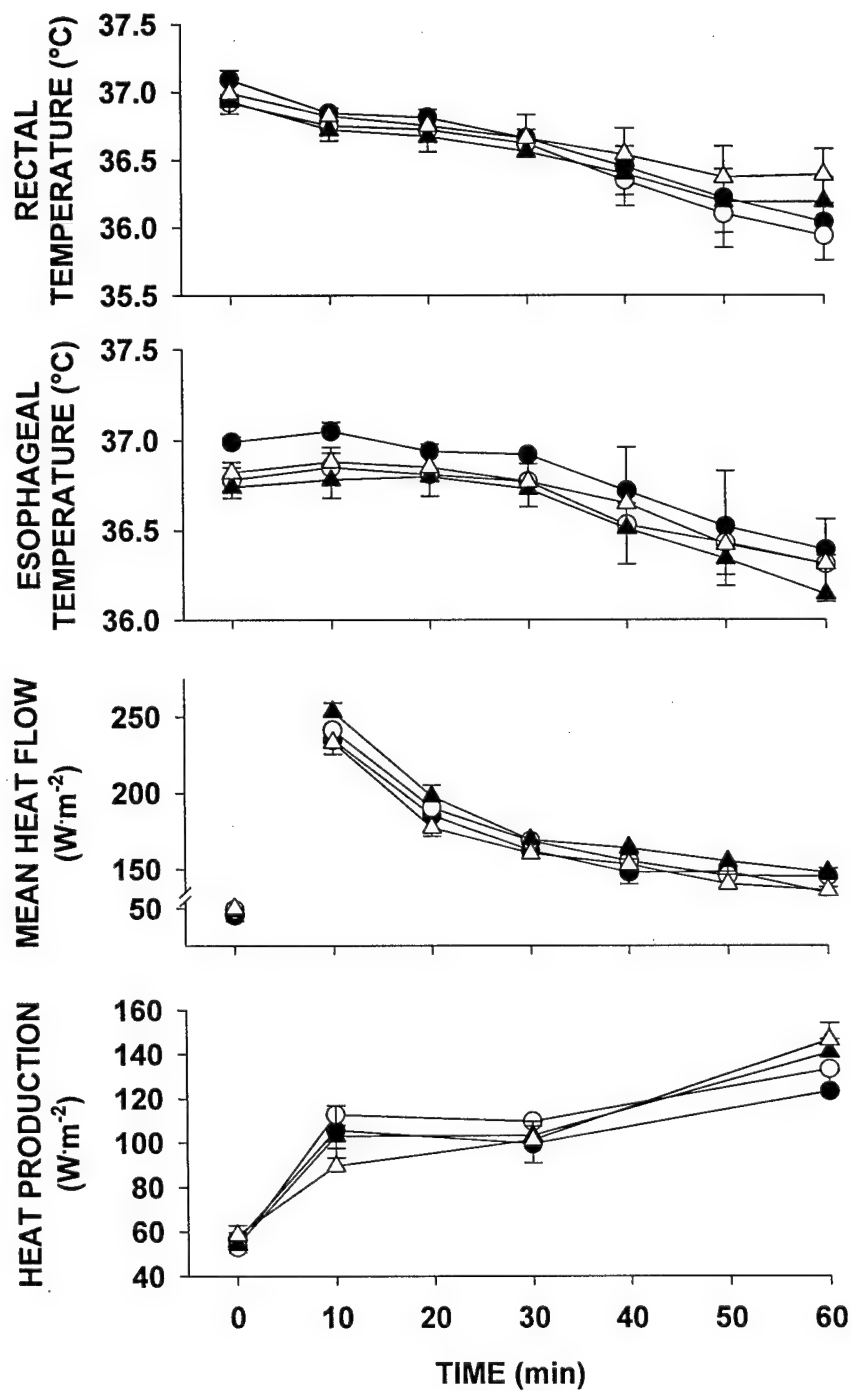 RECTAL
TEMPERATURE (°C)
37.5
37.0
36.5
36.0
35.5
ESOPHAGEAL
TEMPERATURE (°C)
37.5
37.0
36.5
36.0
MEAN HEAT FLOW
(W·m⁻²)
250
200
150
50
HEAT PRODUCTION
(W·m⁻²)
160
140
120
100
80
60
40
0 10 20 30 40 50 60
TIME (min)